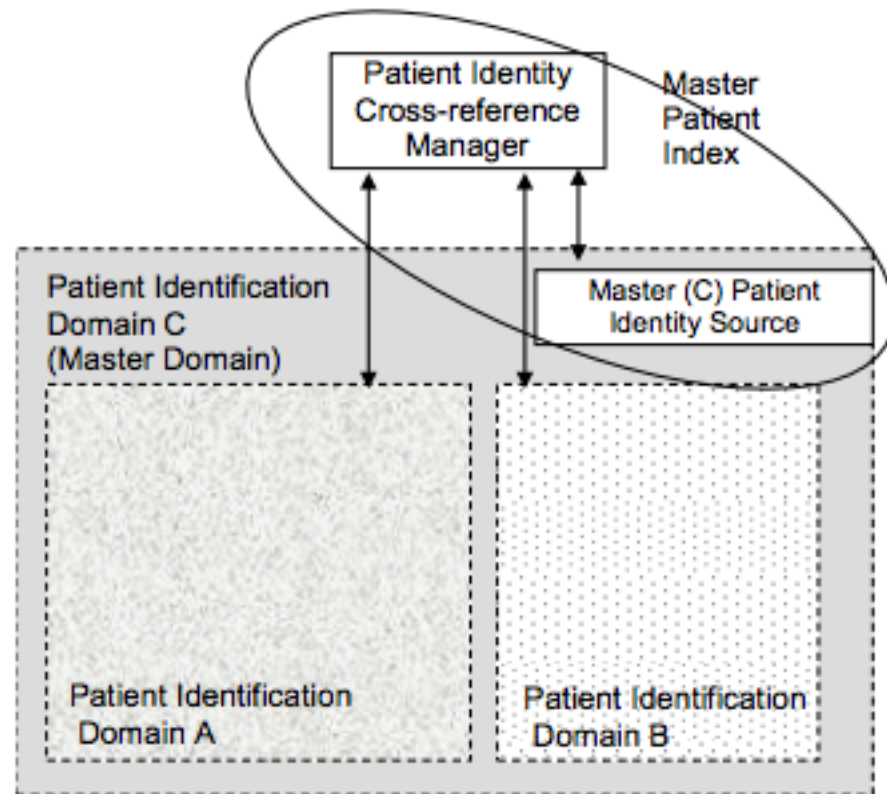 Patient Identity
Cross-reference
Manager
Master
Patient
Index
Patient Identification
Domain C
(Master Domain)
Master (C) Patient
Identity Source
Patient Identification
Domain A
Patient Identification
Domain B